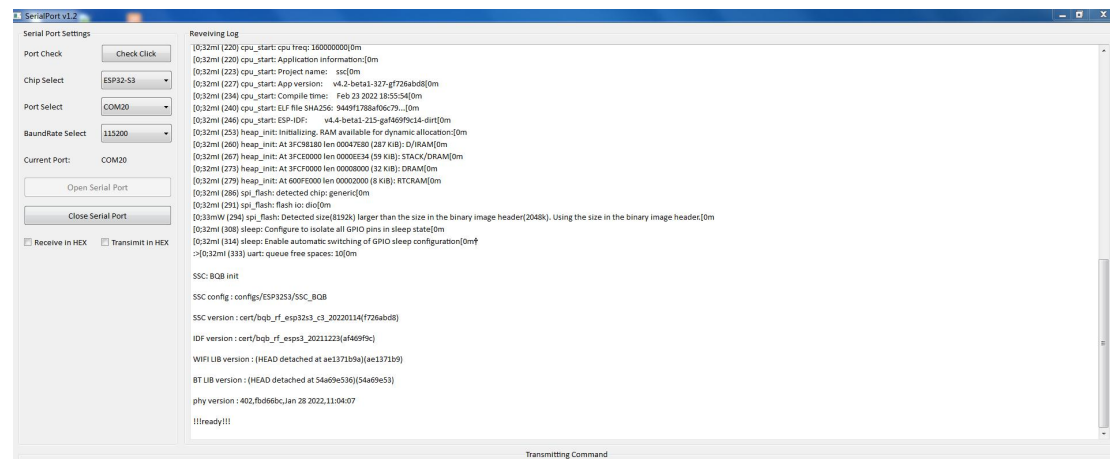 SerialPort v1.2
Serial Port Settings
Port Check
Check Click
Chip Select
ESP32-S3
Port Select
COM20
BaundRate Select
115200
Current Port:
COM20
Open Serial Port
Close Serial Port
Receive in HEX
Transimit in HEX
Reveiving Log
[0;32mI (220) cpu_start: cpu freq: 160000000[0m
[0;32mI (220) cpu_start: Application information:[0m
[0;32mI (223) cpu_start: Project name: ssc[0m
[0;32mI (227) cpu_start: App version: v4.2-beta1-327-gf726abd8[0m
[0;32mI (234) cpu_start: Compile time: Feb 23 2022 18:55:54[0m
[0;32mI (240) cpu_start: ELF file SHA256: 9449f1788af06c79...[0m
[0;32mI (246) cpu_start: ESP-IDF: v4.4-beta1-215-gaf469f9c14-dirt[0m
[0;32mI (253) heap_init: Initializing. RAM available for dynamic allocation:[0m
[0;32mI (260) heap_init: At 3FC98180 len 00047E80 (287 KiB): D/IRAM[0m
[0;32mI (267) heap_init: At 3FCE0000 len 0000EE34 (59 KiB): STACK/DRAM[0m
[0;32mI (273) heap_init: At 3FCF0000 len 00008000 (32 KiB): DRAM[0m
[0;32mI (279) heap_init: At 600FE000 len 00002000 (8 KiB): RTCRAM[0m
[0;32mI (286) spi_flash: detected chip: generic[0m
[0;32mI (291) spi_flash: flash io: dio[0m
[0;33mW (294) spi_flash: Detected size(8192k) larger than the size in the binary image header(2048k). Using the size in the binary image header.[0m
[0;32mI (308) sleep: Configure to isolate all GPIO pins in sleep state[0m
[0;32mI (314) sleep: Enable automatic switching of GPIO sleep configuration[0m
:>[0;32mI (333) uart: queue free spaces: 10[0m
SSC: BQB init
SSC config : configs/ESP32S3/SSC_BQB
SSC version : cert/bqb_rf_esp32s3_c3_20220114(f726abd8)
IDF version : cert/bqb_rf_esps3_20211223(af469f9c)
WIFI LIB version : (HEAD detached at ae1371b9a)(ae1371b9)
BT LIB version : (HEAD detached at 54a69e536)(54a69e53)
phy version : 402,fbd66bc,Jan 28 2022,11:04:07
!!!ready!!!
Transmitting Command